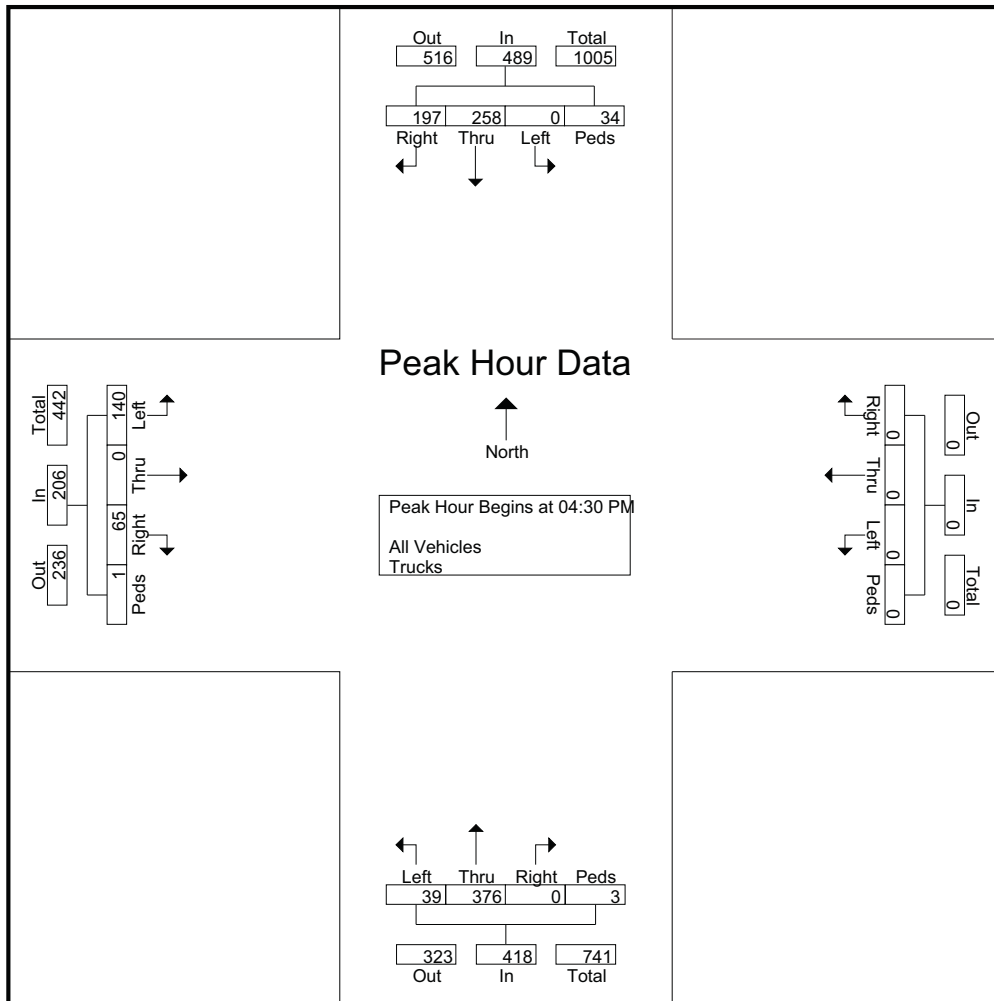 Out In Total
516 489 1005
197 258 0 34
Right Thru Left Peds
Peak Hour Data
North
Peak Hour Begins at 04:30 PM
All Vehicles
Trucks
Total In Out
442 206 236
140 0 65 1
Left Thru Right Peds
Out In Total
0 0 0
Right Thru Left Peds
0 0 0 0
Left Thru Right Peds
39 376 0 3
323 418 741
Out In Total